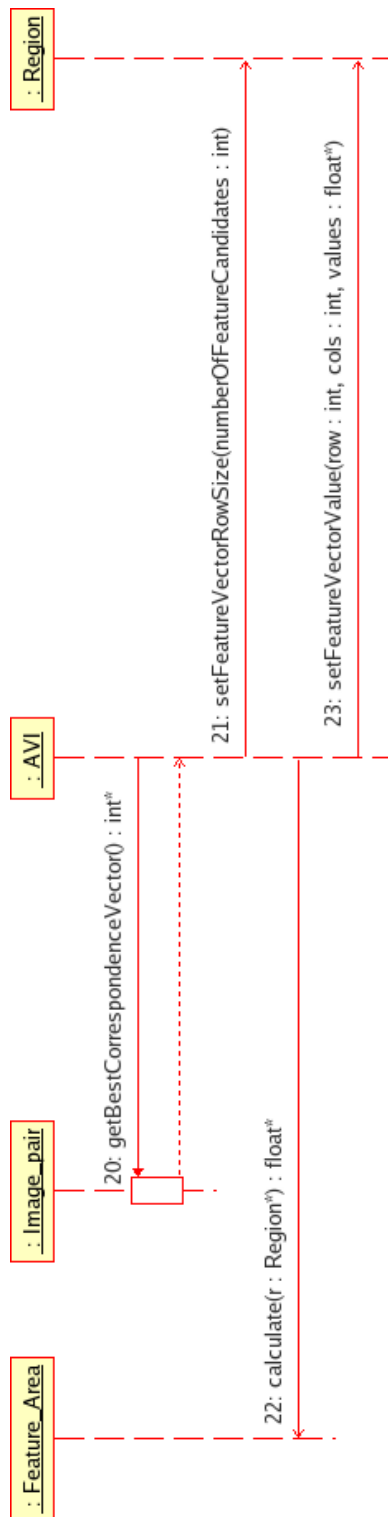 : Feature_Area
: Image_pair
: AVI
: Region
20: getBestCorrespondenceVector() : int*
21: setFeatureVectorRowSize(numberOfFeatureCandidates : int)
22: calculate(r : Region*) : float*
23: setFeatureVectorValue(row : int, cols : int, values : float*)